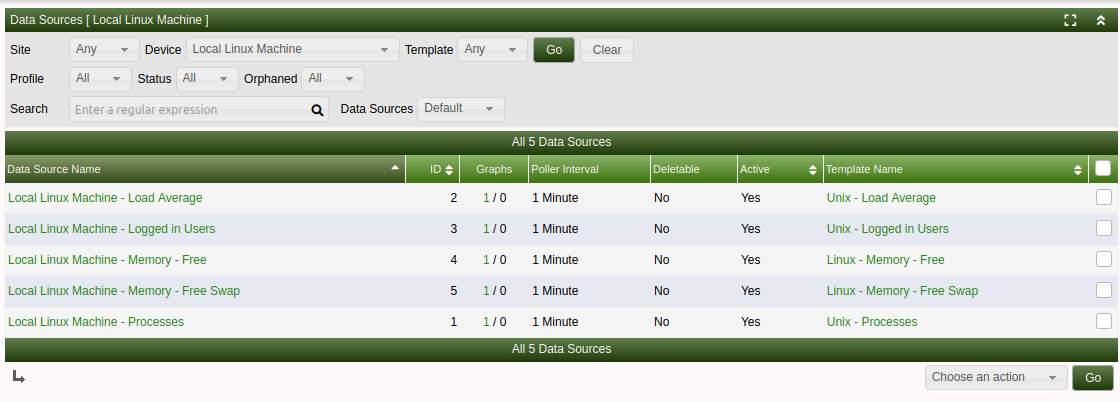 Data Sources [ Local Linux Machine ]
Site Any Device Local Linux Machine Template Any Go Clear
Profile All Status All Orphaned All
Search Enter a regular expression Data Sources Default
All 5 Data Sources
Data Source Name ID Graphs Poller Interval Deletable Active Template Name
Local Linux Machine - Load Average 2 1 / 0 1 Minute No Yes Unix - Load Average
Local Linux Machine - Logged in Users 3 1 / 0 1 Minute No Yes Unix - Logged in Users
Local Linux Machine - Memory - Free 4 1 / 0 1 Minute No Yes Linux - Memory - Free
Local Linux Machine - Memory - Free Swap 5 1 / 0 1 Minute No Yes Linux - Memory - Free Swap
Local Linux Machine - Processes 1 1 / 0 1 Minute No Yes Unix - Processes
All 5 Data Sources
Choose an action Go